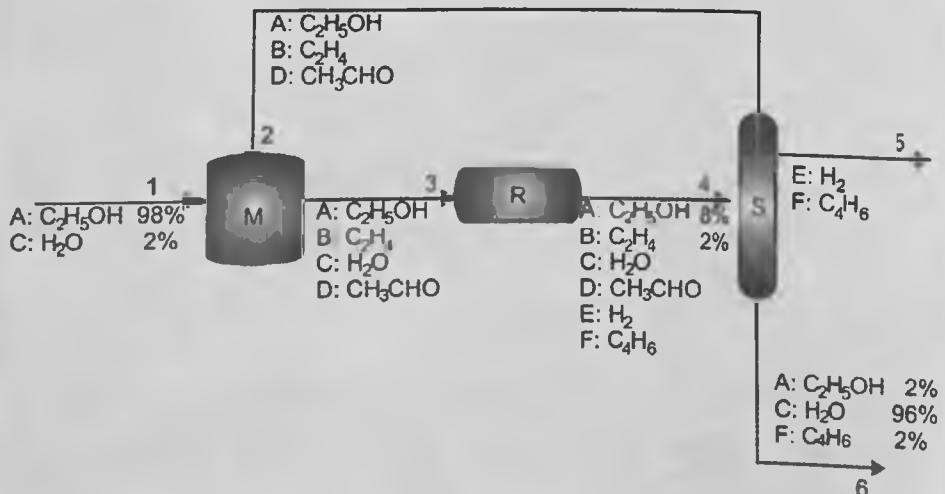 A: C₂H₅OH
B: C₂H₄
D: CH₃CHO
2
1
M
3
R
4
S
5
A: C₂H₅OH 98%
C: H₂O 2%
A: C₂H₅OH
B C₂H₄
C: H₂O
D: CH₃CHO
A: C₂H₅OH 8%
B: C₂H₄ 2%
C: H₂O
D: CH₃CHO
E: H₂
F: C₄H₆
E: H₂
F: C₄H₆
A: C₂H₅OH 2%
C: H₂O 96%
F: C₄H₆ 2%
6